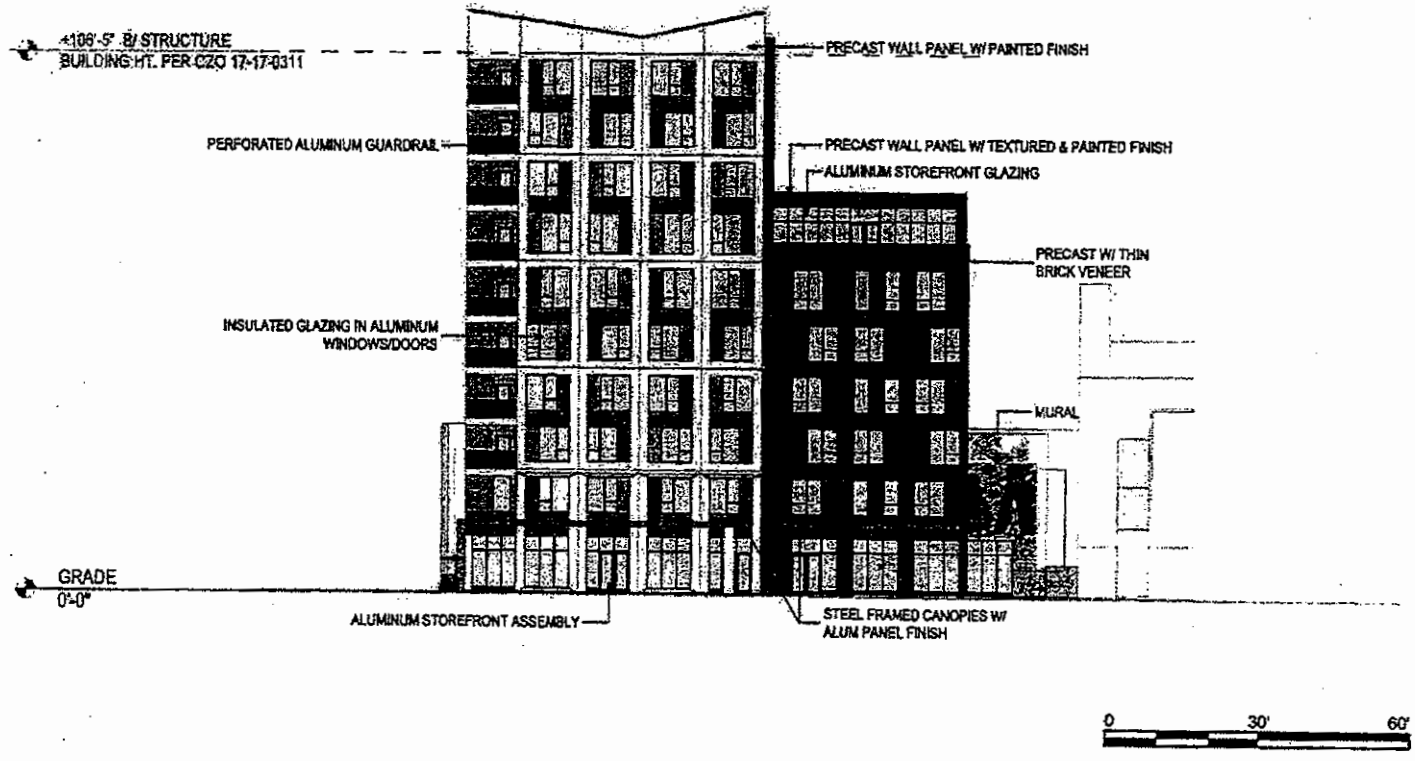 +106'-5" B/ STRUCTURE
BUILDING HT. PER CZO 17-17-0311
PRECAST WALL PANEL W/ PAINTED FINISH
PERFORATED ALUMINUM GUARDRAIL
PRECAST WALL PANEL W/ TEXTURED & PAINTED FINISH
ALUMINUM STOREFRONT GLAZING
PRECAST W/ THIN
BRICK VENEER
INSULATED GLAZING IN ALUMINUM
WINDOWS/DOORS
MURAL
GRADE
0'-0"
ALUMINUM STOREFRONT ASSEMBLY
STEEL FRAMED CANOPIES W/
ALUM PANEL FINISH
0 30' 60'